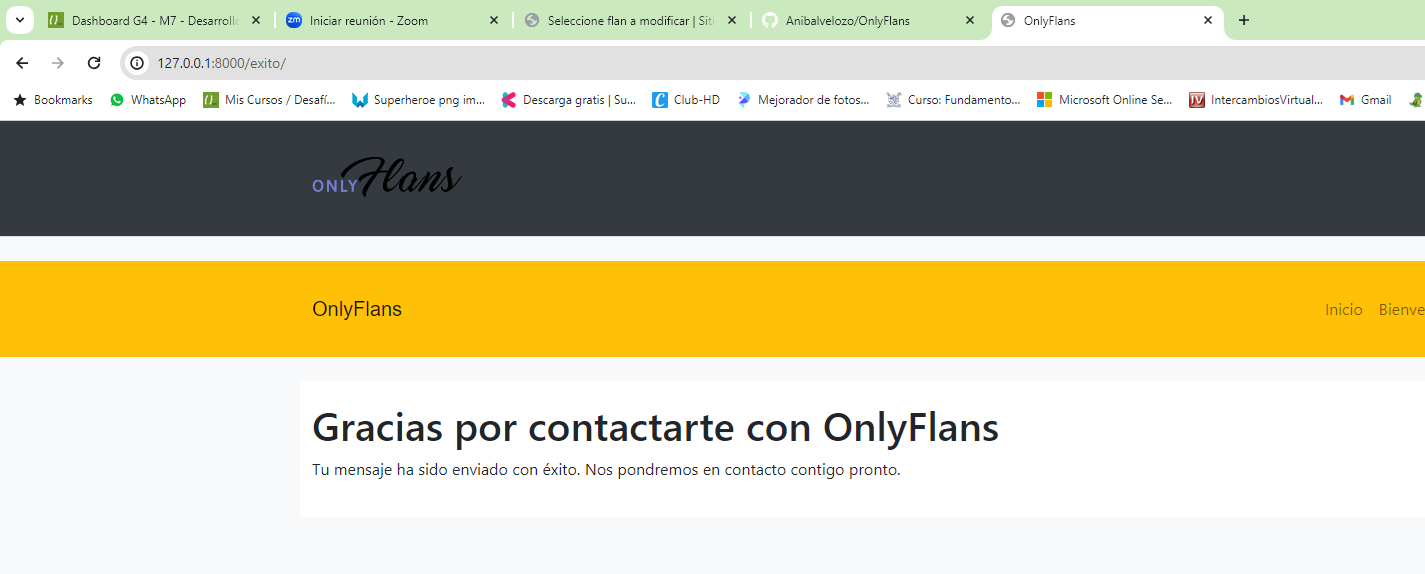 Dashboard G4 - M7 - Desarroll
Iniciar reunión - Zoom
Seleccione flan a modificar | Siti
Anibalvelozo/OnlyFlans
OnlyFlans
127.0.0.1:8000/exito/
Bookmarks
WhatsApp
Mis Cursos / Desafí...
Superheroe png im...
Descarga gratis | Su...
Club-HD
Mejorador de fotos...
Curso: Fundamento...
Microsoft Online Se...
IntercambiosVirtual...
Gmail
ONLY Flans
OnlyFlans
Inicio
Bienve
Gracias por contactarte con OnlyFlans
Tu mensaje ha sido enviado con éxito. Nos pondremos en contacto contigo pronto.